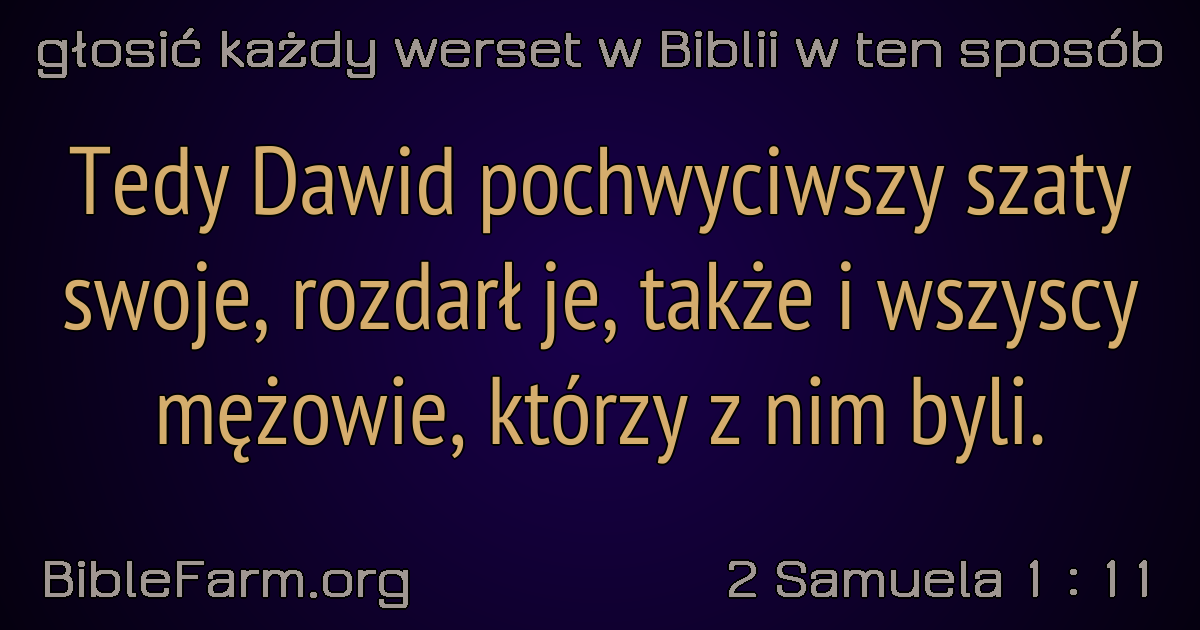 głosić każdy werset w Biblii w ten sposób
Tedy Dawid pochwyciwszy szaty
swoje, rozdarł je, także i wszyscy
mężowie, którzy z nim byli.
BibleFarm.org
2 Samuela 1 : 11